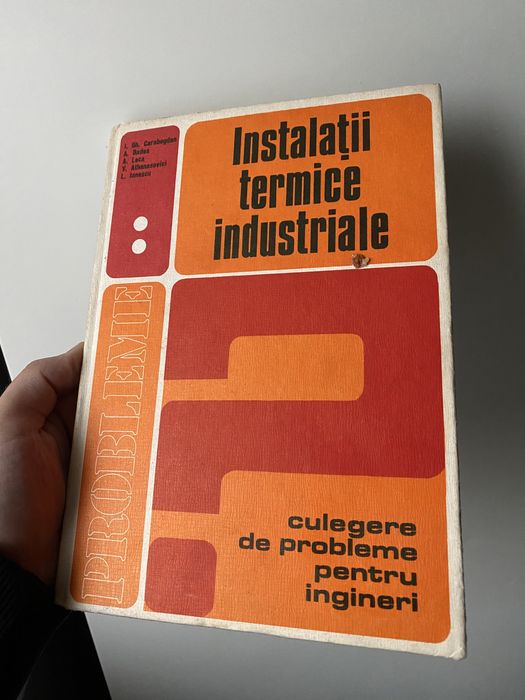 I. Gh. Carabogdan
A. Badea
A. Leca
V. Athanasovici
L. Ionescu
Instalații
termice
industriale
PROBLEME
culegere
de probleme
pentru
ingineri